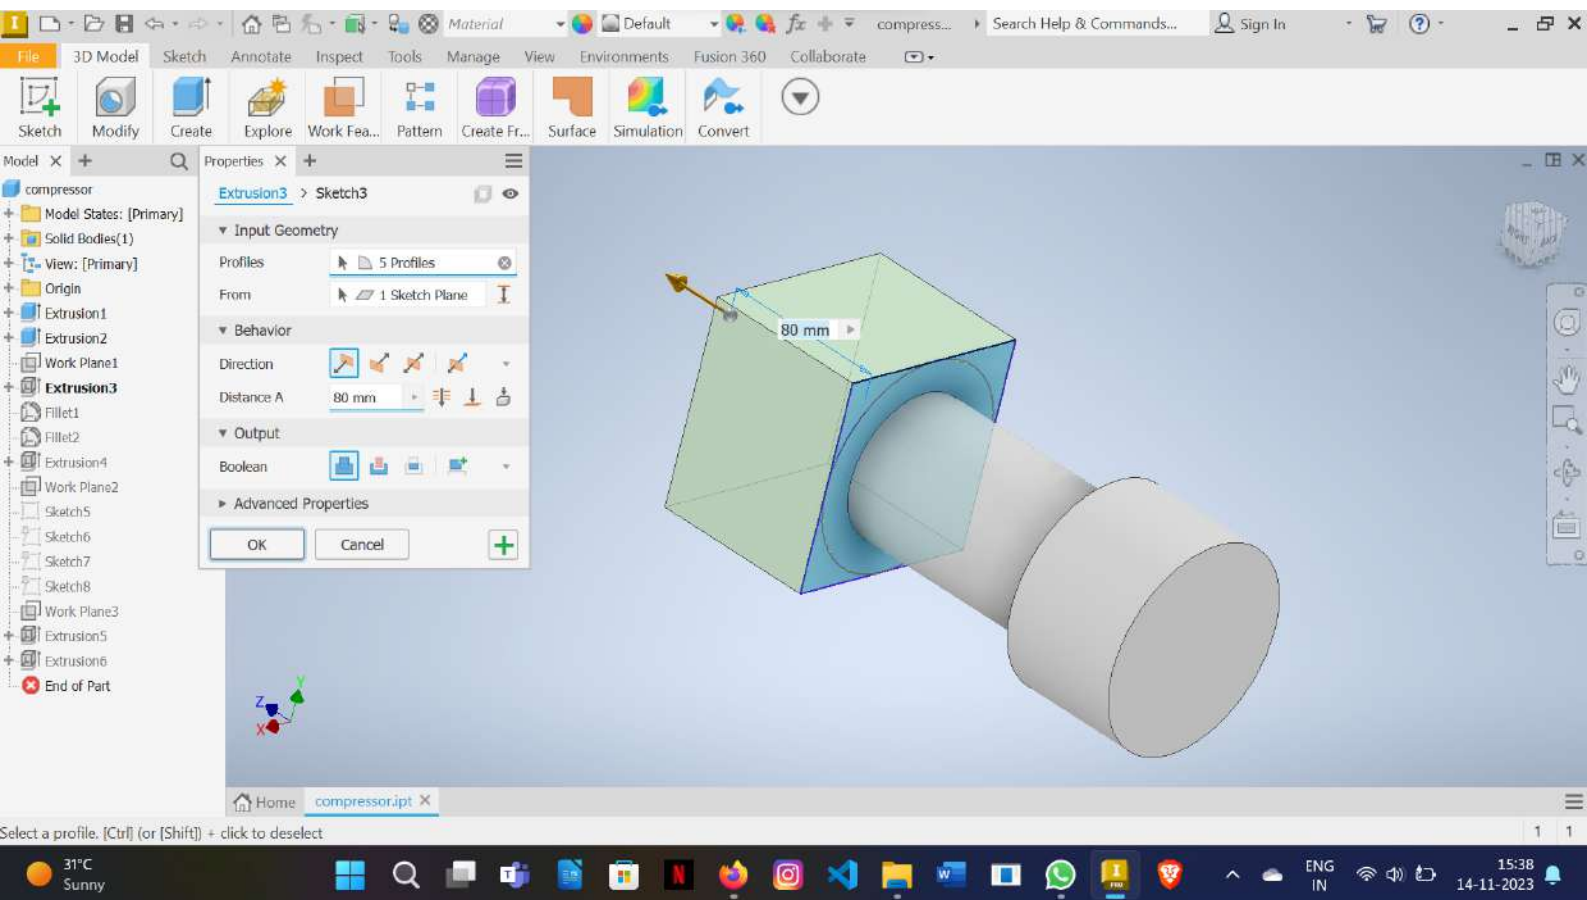 Material
Default
fx
compress...
Search Help & Commands...
Sign In
File
3D Model
Sketch
Annotate
Inspect
Tools
Manage
View
Environments
Fusion 360
Collaborate
Sketch
Modify
Create
Explore
Work Fea...
Pattern
Create Fr...
Surface
Simulation
Convert
Model
compressor
Model States: [Primary]
Solid Bodies(1)
View: [Primary]
Origin
Extrusion1
Extrusion2
Work Plane1
Extrusion3
Fillet1
Fillet2
Extrusion4
Work Plane2
Sketch5
Sketch6
Sketch7
Sketch8
Work Plane3
Extrusion5
Extrusion6
End of Part
Properties
Extrusion3 > Sketch3
Input Geometry
Profiles
5 Profiles
From
1 Sketch Plane
Behavior
Direction
Distance A
80 mm
Output
Boolean
Advanced Properties
OK
Cancel
80 mm
Z
Y
X
Home
compressor.ipt
Select a profile. [Ctrl] (or [Shift]) + click to deselect
1 1
31°C
Sunny
ENG
IN
15:38
14-11-2023